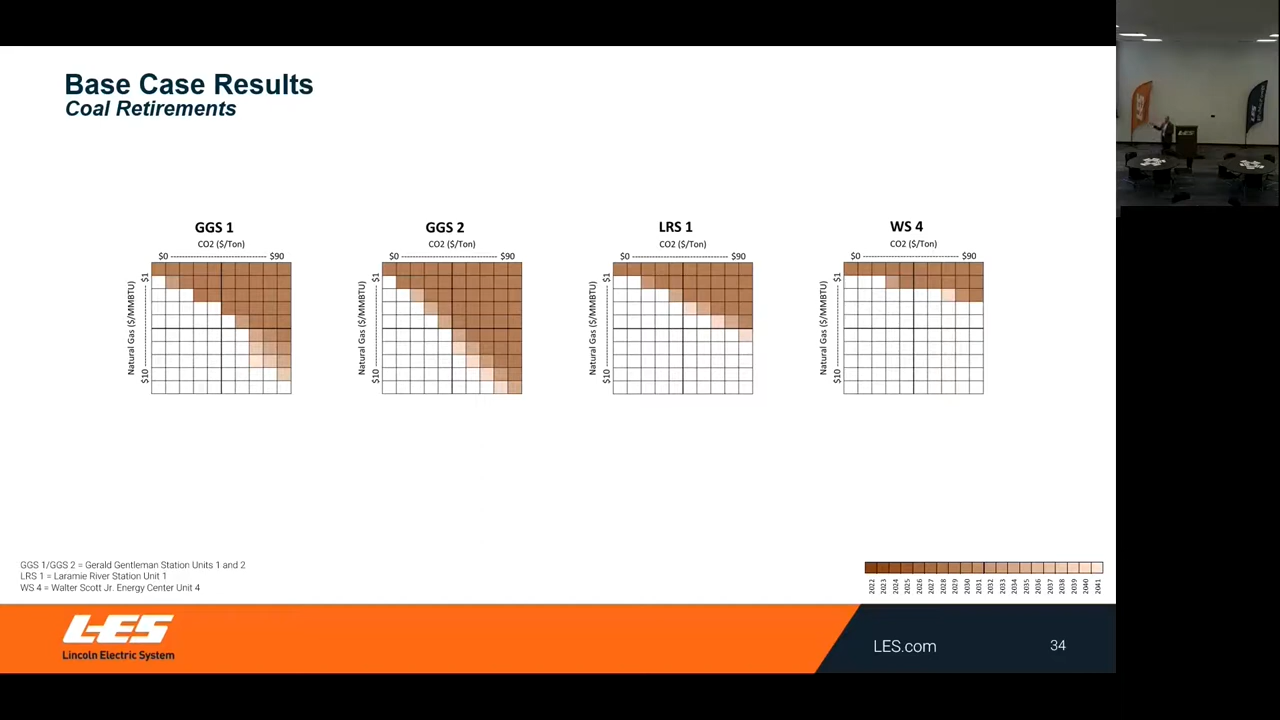 Base Case Results
Coal Retirements
GGS 1
CO2 ($/Ton)
$0 ---------------------------- $90
Natural Gas ($/MMBTU)
$1 ---------------------- $10
GGS 2
CO2 ($/Ton)
$0 ---------------------------- $90
Natural Gas ($/MMBTU)
$1 ---------------------- $10
LRS 1
CO2 ($/Ton)
$0 ---------------------------- $90
Natural Gas ($/MMBTU)
$1 ---------------------- $10
WS 4
CO2 ($/Ton)
$0 ---------------------------- $90
Natural Gas ($/MMBTU)
$1 ---------------------- $10
GGS 1/GGS 2 = Gerald Gentleman Station Units 1 and 2
LRS 1 = Laramie River Station Unit 1
WS 4 = Walter Scott Jr. Energy Center Unit 4
2022 2023 2024 2025 2026 2027 2028 2029 2030 2031 2032 2033 2034 2035 2036 2037 2038 2039 2040 2041
LES
Lincoln Electric System
LES.com
34
LES
LES